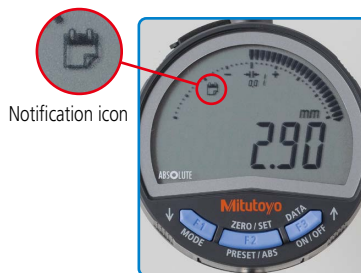 Notification icon
- +
0.01
mm
2.90
ABSOLUTE
Mitutoyo
ZERO/SET
DATA
F1
F2
F3
MODE
PRESET/ABS
ON/OFF